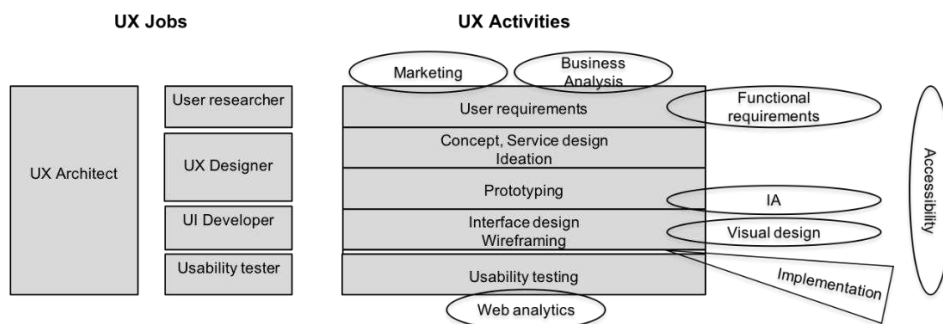 UX Jobs
UX Activities
Marketing
Business
Analysis
User researcher
User requirements
Functional
requirements
UX Architect
UX Designer
Concept, Service design
Ideation
Prototyping
Accessibility
IA
UI Developer
Interface design
Wireframing
Visual design
Usability tester
Usability testing
Implementation
Web analytics